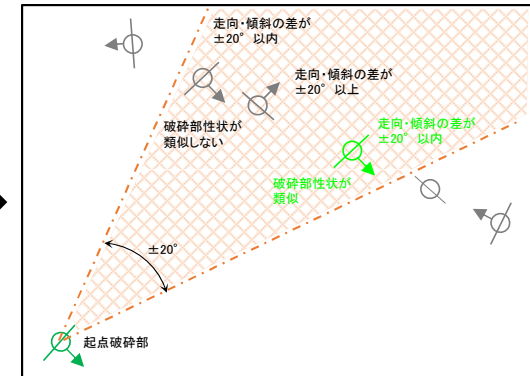 走向・傾斜の差が
±20° 以内
走向・傾斜の差が
±20° 以上
破砕部性状が
類似しない
走向・傾斜の差が
±20° 以内
破砕部性状が
類似
±20°
起点破砕部